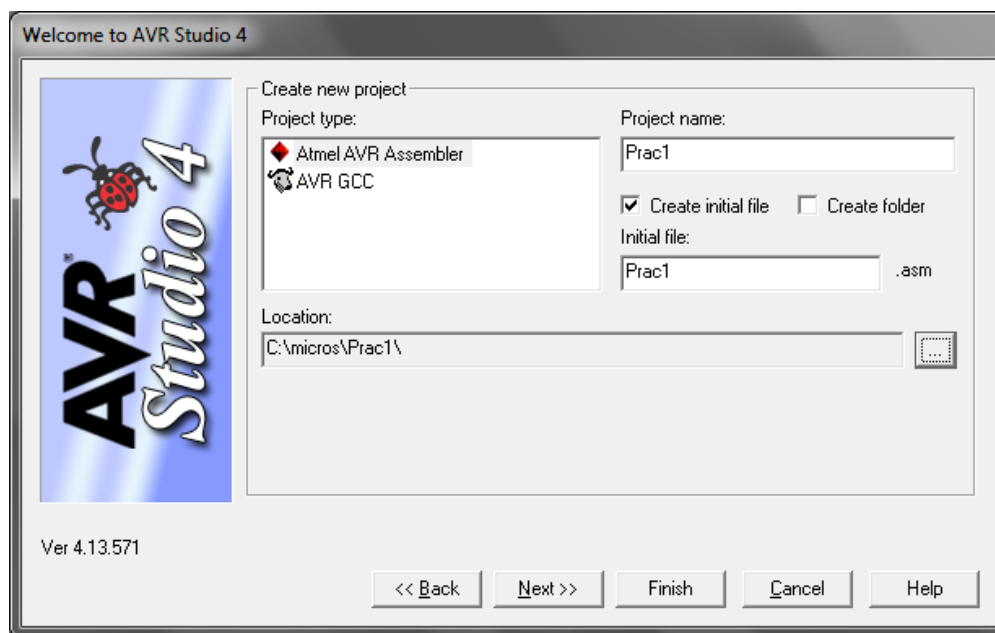 Welcome to AVR Studio 4
AVR®
Studio 4
Create new project
Project type:
Atmel AVR Assembler
AVR GCC
Project name:
Prac1
Create initial file
Create folder
Initial file:
Prac1
.asm
Location:
C:\micros\Prac1\
...
Ver 4.13.571
<< Back
Next >>
Finish
Cancel
Help